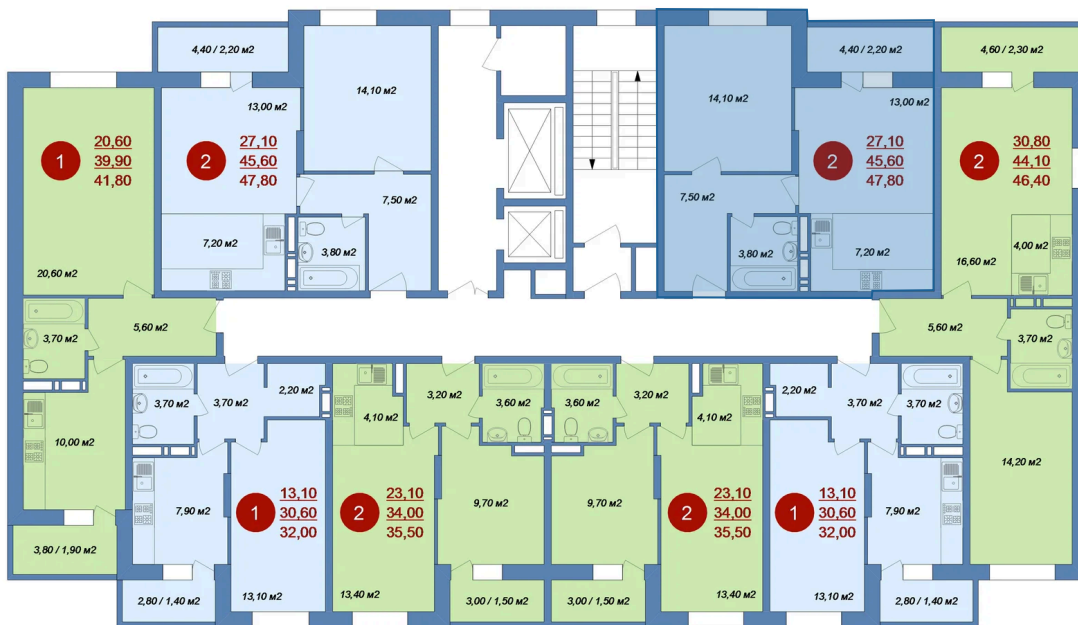 4,40 / 2,20 м2
14,10 м2
13,00 м2
1
20,60
39,90
41,80
2
27,10
45,60
47,80
7,50 м2
7,20 м2
3,80 м2
20,60 м2
4,40 / 2,20 м2
14,10 м2
13,00 м2
2
27,10
45,60
47,80
7,50 м2
3,80 м2
7,20 м2
4,60 / 2,30 м2
2
30,80
44,10
46,40
4,00 м2
16,60 м2
5,60 м2
3,70 м2
10,00 м2
3,80 / 1,90 м2
3,70 м2
3,70 м2
2,20 м2
7,90 м2
1
13,10
30,60
32,00
2,80 / 1,40 м2
13,10 м2
4,10 м2
3,20 м2
3,60 м2
2
23,10
34,00
35,50
9,70 м2
13,40 м2
3,00 / 1,50 м2
3,60 м2
3,20 м2
4,10 м2
9,70 м2
2
23,10
34,00
35,50
3,00 / 1,50 м2
13,40 м2
2,20 м2
3,70 м2
3,70 м2
1
13,10
30,60
32,00
7,90 м2
13,10 м2
2,80 / 1,40 м2
5,60 м2
3,70 м2
14,20 м2